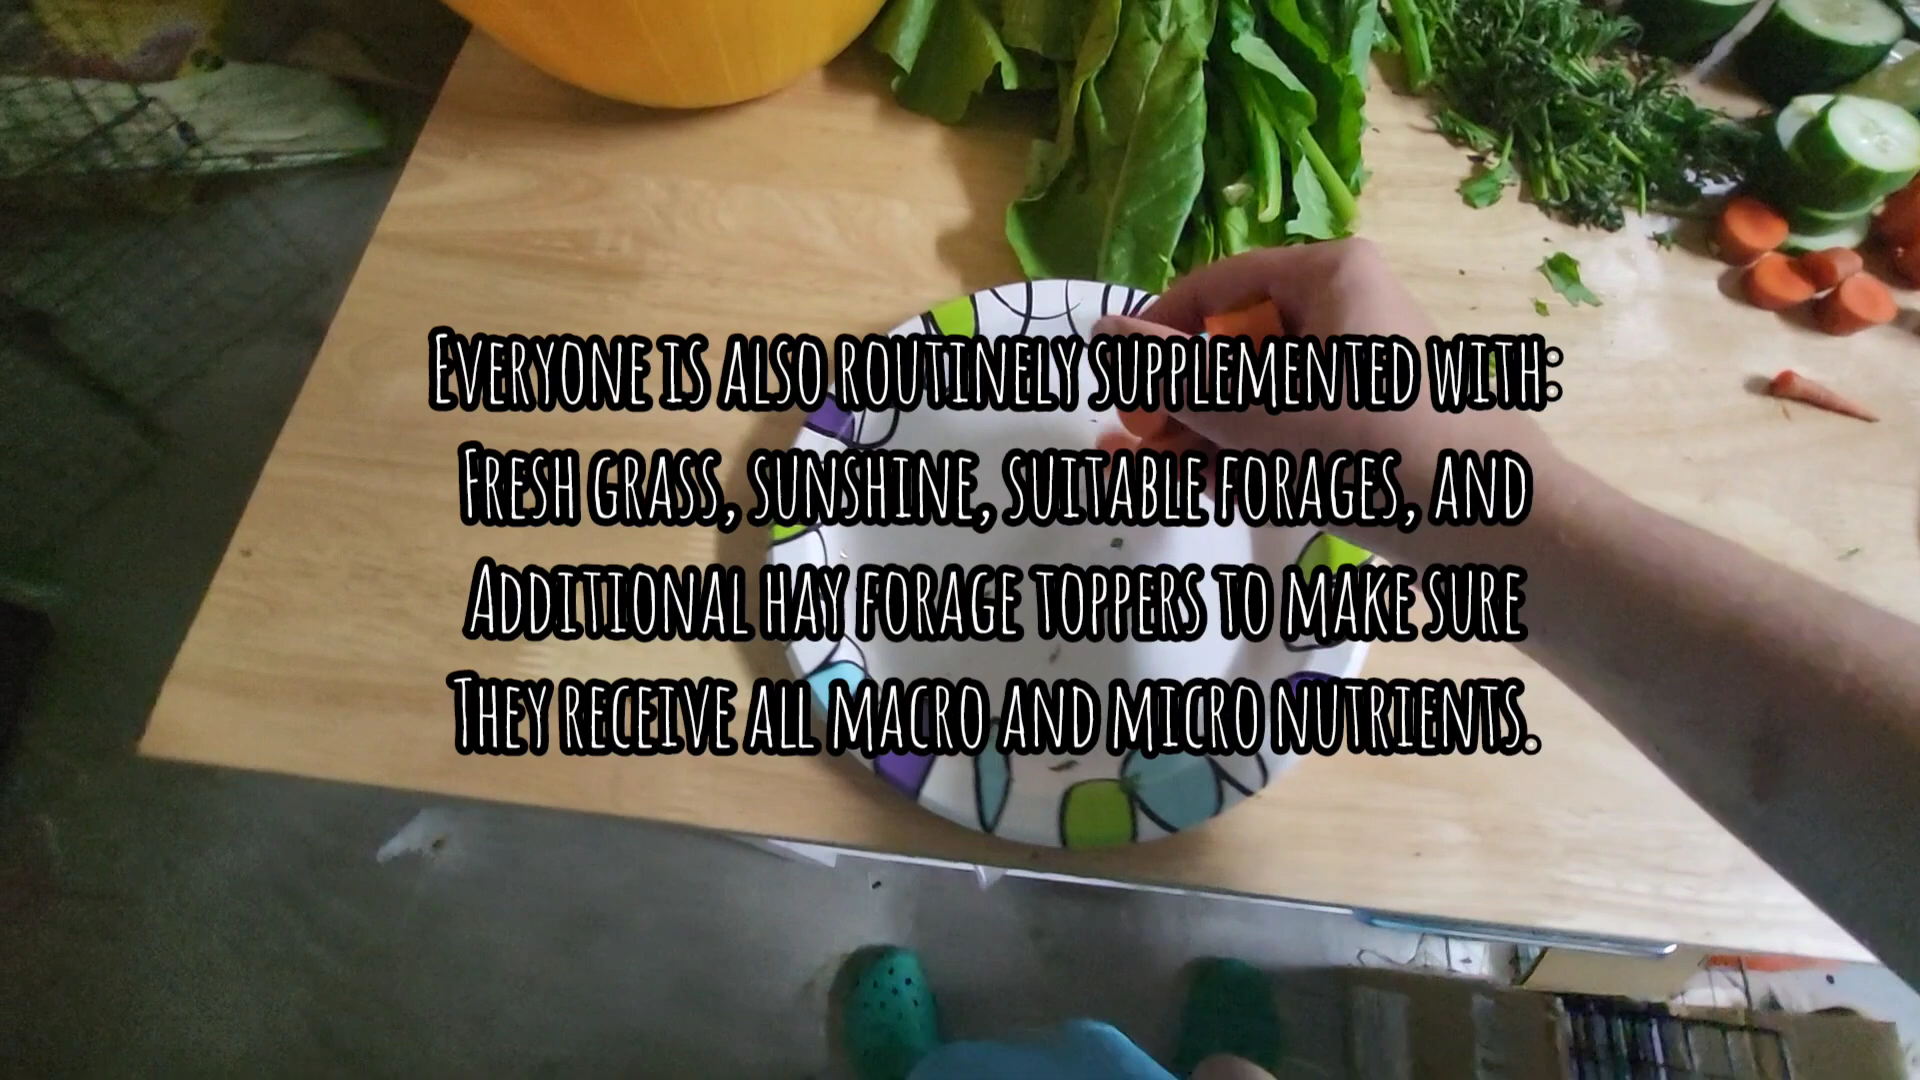 Everyone is also routinely supplemented with:
Fresh grass, sunshine, suitable forages, and
Additional hay forage toppers to make sure
They receive all macro and micro nutrients.